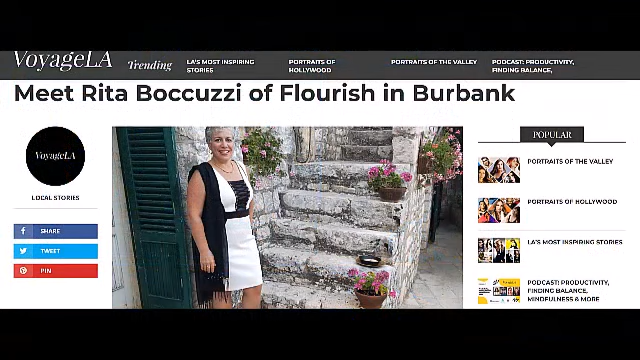 VoyageLA
Trending
LA'S MOST INSPIRING
STORIES
PORTRAITS OF
HOLLYWOOD
PORTRAITS OF THE VALLEY
PODCAST: PRODUCTIVITY,
FINDING BALANCE,
Meet Rita Boccuzzi of Flourish in Burbank
VoyageLA
LOCAL STORIES
SHARE
TWEET
PIN
POPULAR
PORTRAITS OF THE VALLEY
PORTRAITS OF HOLLYWOOD
LA'S MOST INSPIRING STORIES
PODCAST: PRODUCTIVITY,
FINDING BALANCE,
MINDFULNESS & MORE